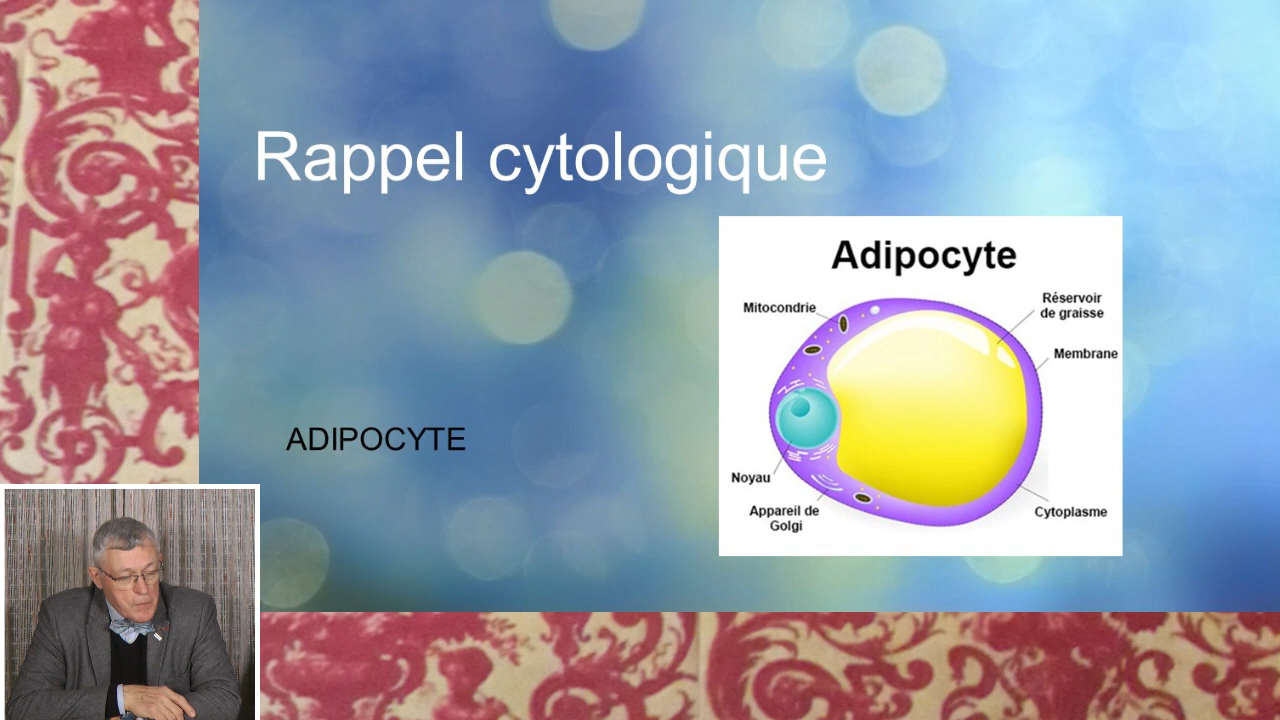 Rappel cytologique
Adipocyte
Mitocondrie
Réservoir
de graisse
Membrane
ADIPOCYTE
Noyau
Appareil de
Golgi
Cytoplasme